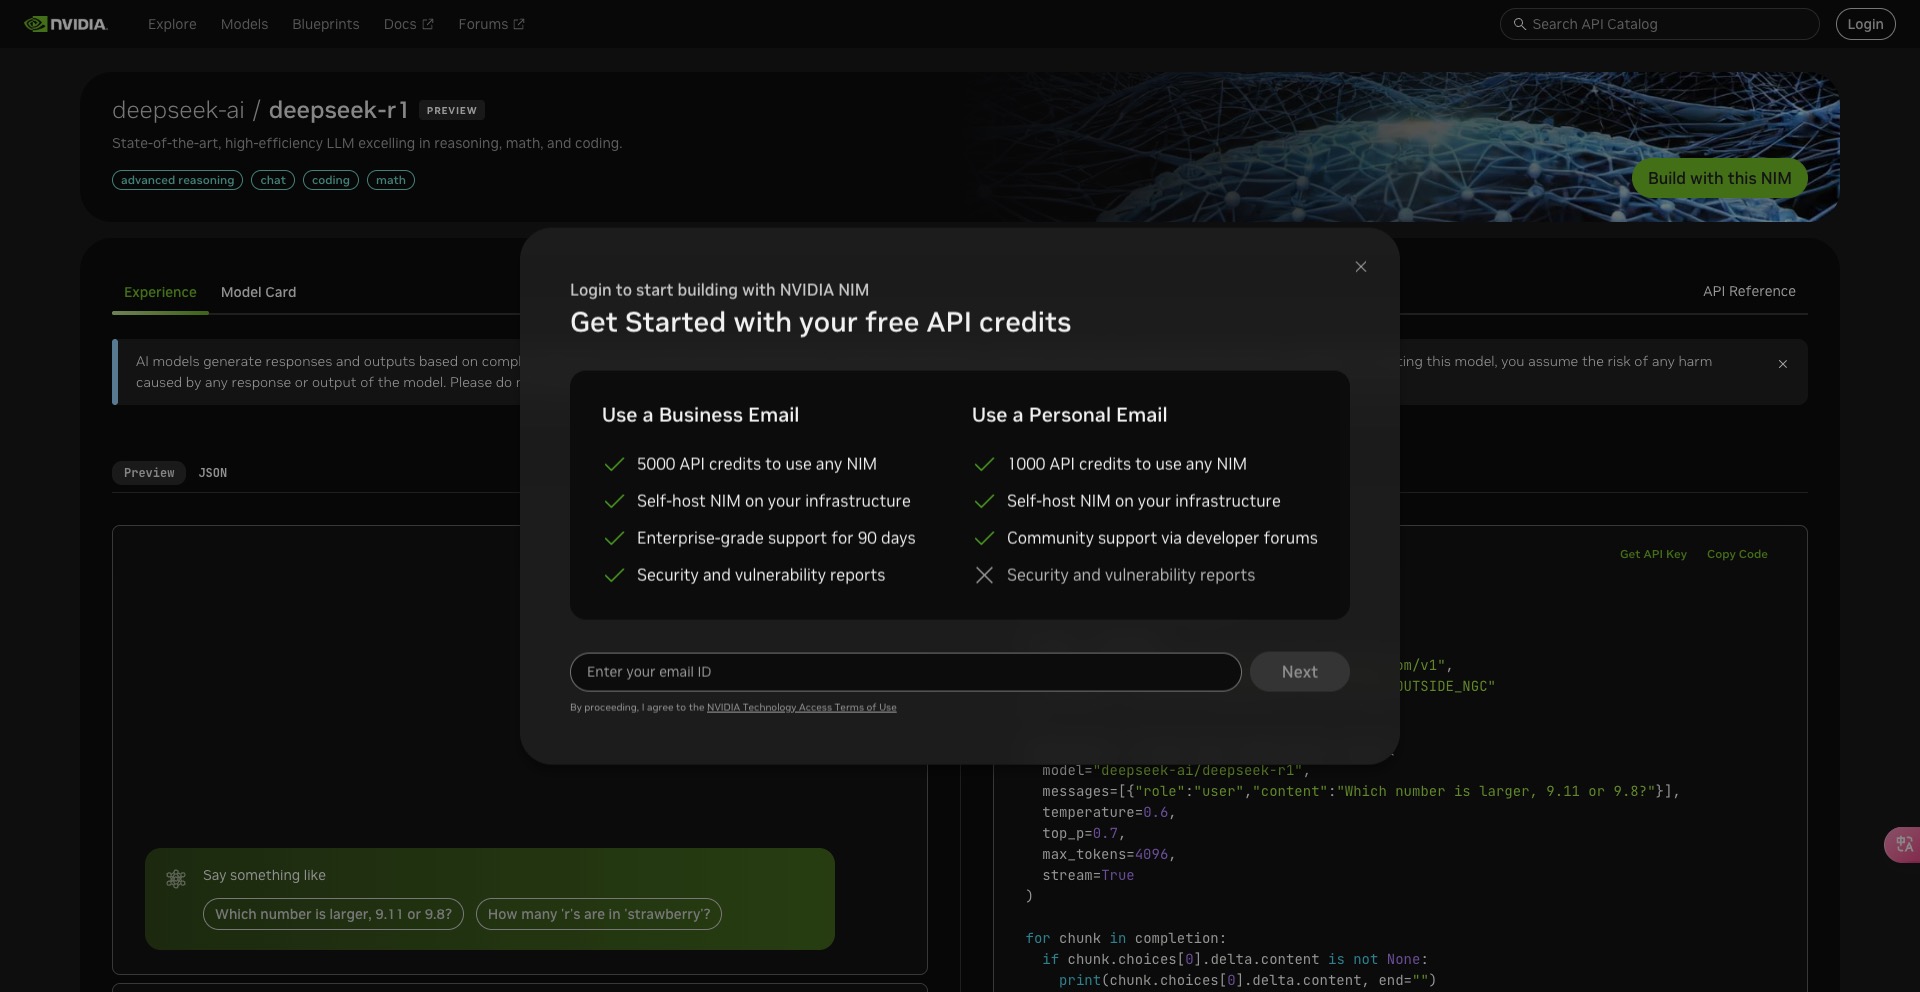 NVIDIA. Explore Models Blueprints Docs Forums Search API Catalog Login
deepseek-ai / deepseek-r1 PREVIEW
State-of-the-art, high-efficiency LLM excelling in reasoning, math, and coding.
advanced reasoning chat coding math
Build with this NIM
Experience Model Card
API Reference
AI models generate responses and outputs based on
ting this model, you assume the risk of any harm
caused by any response or output of the model. Please do
Preview JSON
Login to start building with NVIDIA NIM
Get Started with your free API credits
Use a Business Email
5000 API credits to use any NIM
Self-host NIM on your infrastructure
Enterprise-grade support for 90 days
Security and vulnerability reports
Use a Personal Email
1000 API credits to use any NIM
Self-host NIM on your infrastructure
Community support via developer forums
Security and vulnerability reports
Enter your email ID
Next
By proceeding, I agree to the NVIDIA Technology Access Terms of Use
Say something like
Which number is larger, 9.11 or 9.8? How many 'r's are in 'strawberry'?
Get API Key Copy Code
om/v1",
OUTSIDE_NGC"
model="deepseek-ai/deepseek-r1",
messages=[{"role":"user","content":"Which number is larger, 9.11 or 9.8?"}],
temperature=0.6,
top_p=0.7,
max_tokens=4096,
stream=True
)
for chunk in completion:
if chunk.choices[0].delta.content is not None:
print(chunk.choices[0].delta.content, end="")